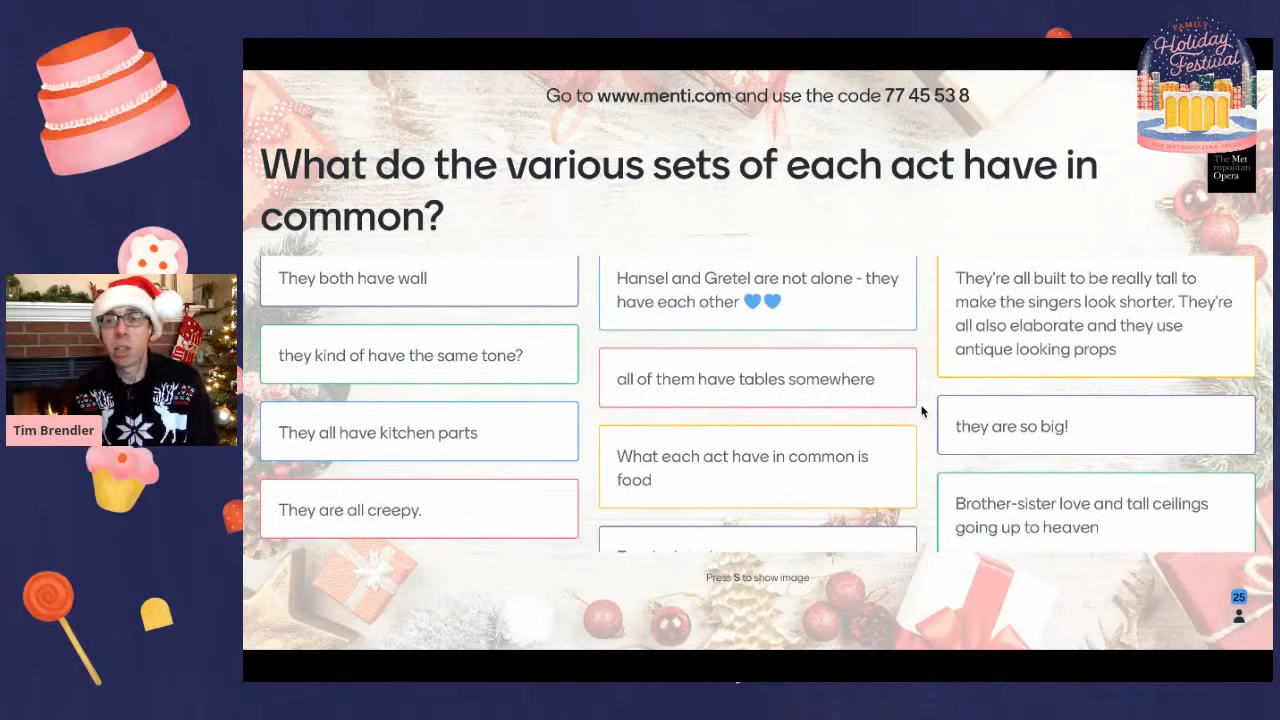 FAMILY
Holiday
Festival
THE METROPOLITAN OPERA
The Met
ropolitan
Opera
Go to www.menti.com and use the code 77 45 53 8
What do the various sets of each act have in
common?
They both have wall
they kind of have the same tone?
They all have kitchen parts
They are all creepy.
Hansel and Gretel are not alone - they
have each other 💙💙
all of them have tables somewhere
What each act have in common is
food
They're all built to be really tall to
make the singers look shorter. They're
all also elaborate and they use
antique looking props
they are so big!
Brother-sister love and tall ceilings
going up to heaven
Press S to show image
25
Tim Brendler